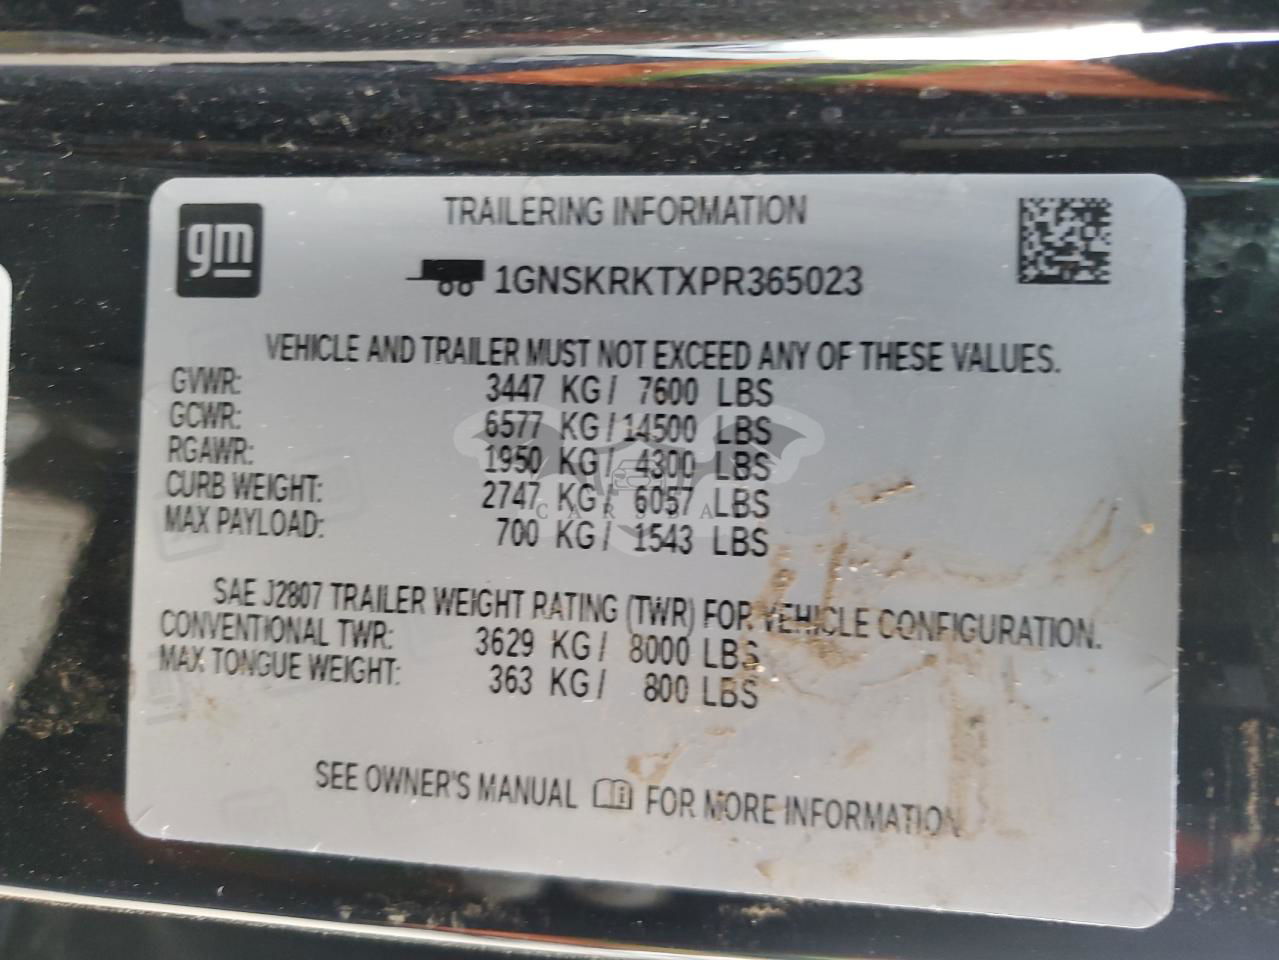 gm
TRAILERING INFORMATION
1GNSKRKTXPR365023
VEHICLE AND TRAILER MUST NOT EXCEED ANY OF THESE VALUES.
GVWR: 3447 KG / 7600 LBS
GCWR: 6577 KG / 14500 LBS
RGAWR: 1950 KG / 4300 LBS
CURB WEIGHT: 2747 KG / 6057 LBS
MAX PAYLOAD: 700 KG / 1543 LBS
SAE J2807 TRAILER WEIGHT RATING (TWR) FOR VEHICLE CONFIGURATION.
CONVENTIONAL TWR: 3629 KG / 8000 LBS
MAX TONGUE WEIGHT: 363 KG / 800 LBS
SEE OWNER'S MANUAL FOR MORE INFORMATION